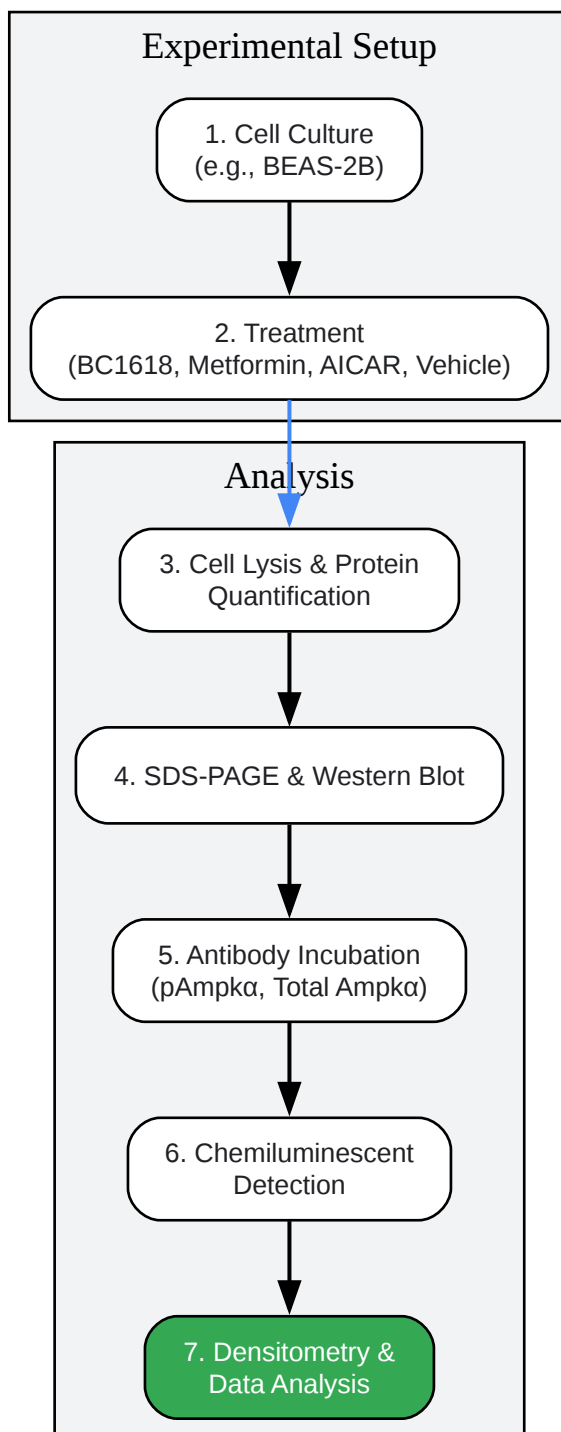 Experimental Setup
1. Cell Culture
(e.g., BEAS-2B)
2. Treatment
(BC1618, Metformin, AICAR, Vehicle)
Analysis
3. Cell Lysis & Protein
Quantification
4. SDS-PAGE & Western Blot
5. Antibody Incubation
(pAmpkα, Total Ampkα)
6. Chemiluminescent
Detection
7. Densitometry &
Data Analysis